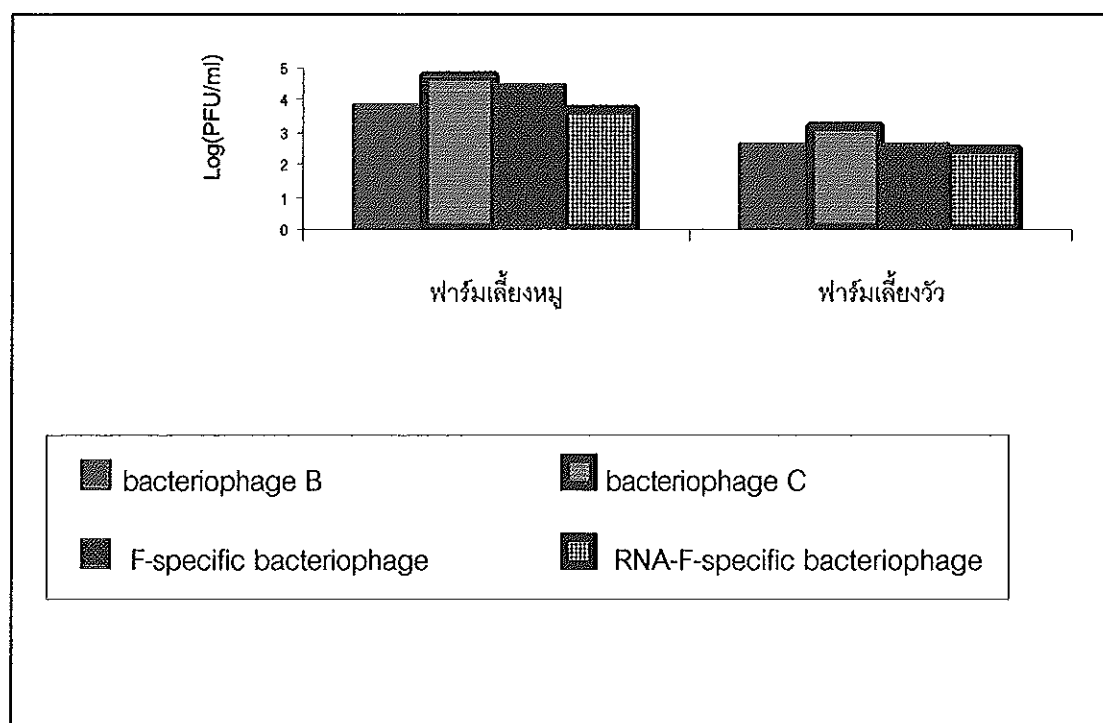 Log(PFU/ml)
5
4
3
2
1
0
ฟาร์มเลี้ยงหมู
ฟาร์มเลี้ยงวัว
bacteriophage B
bacteriophage C
F-specific bacteriophage
RNA-F-specific bacteriophage